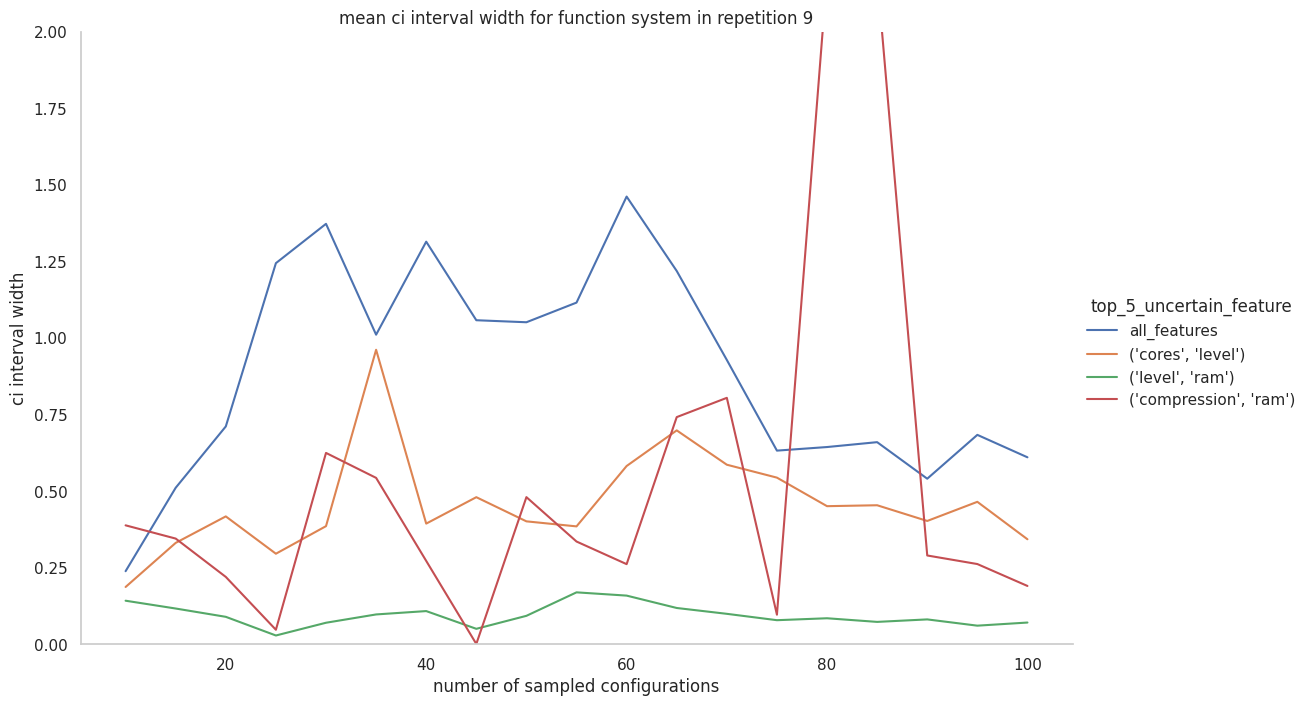 mean ci interval width for function system in repetition 9
2.00
1.75
1.50
1.25
1.00
0.75
0.50
0.25
0.00
ci interval width
20
40
60
80
100
number of sampled configurations
top_5_uncertain_feature
all_features
('cores', 'level')
('level', 'ram')
('compression', 'ram')